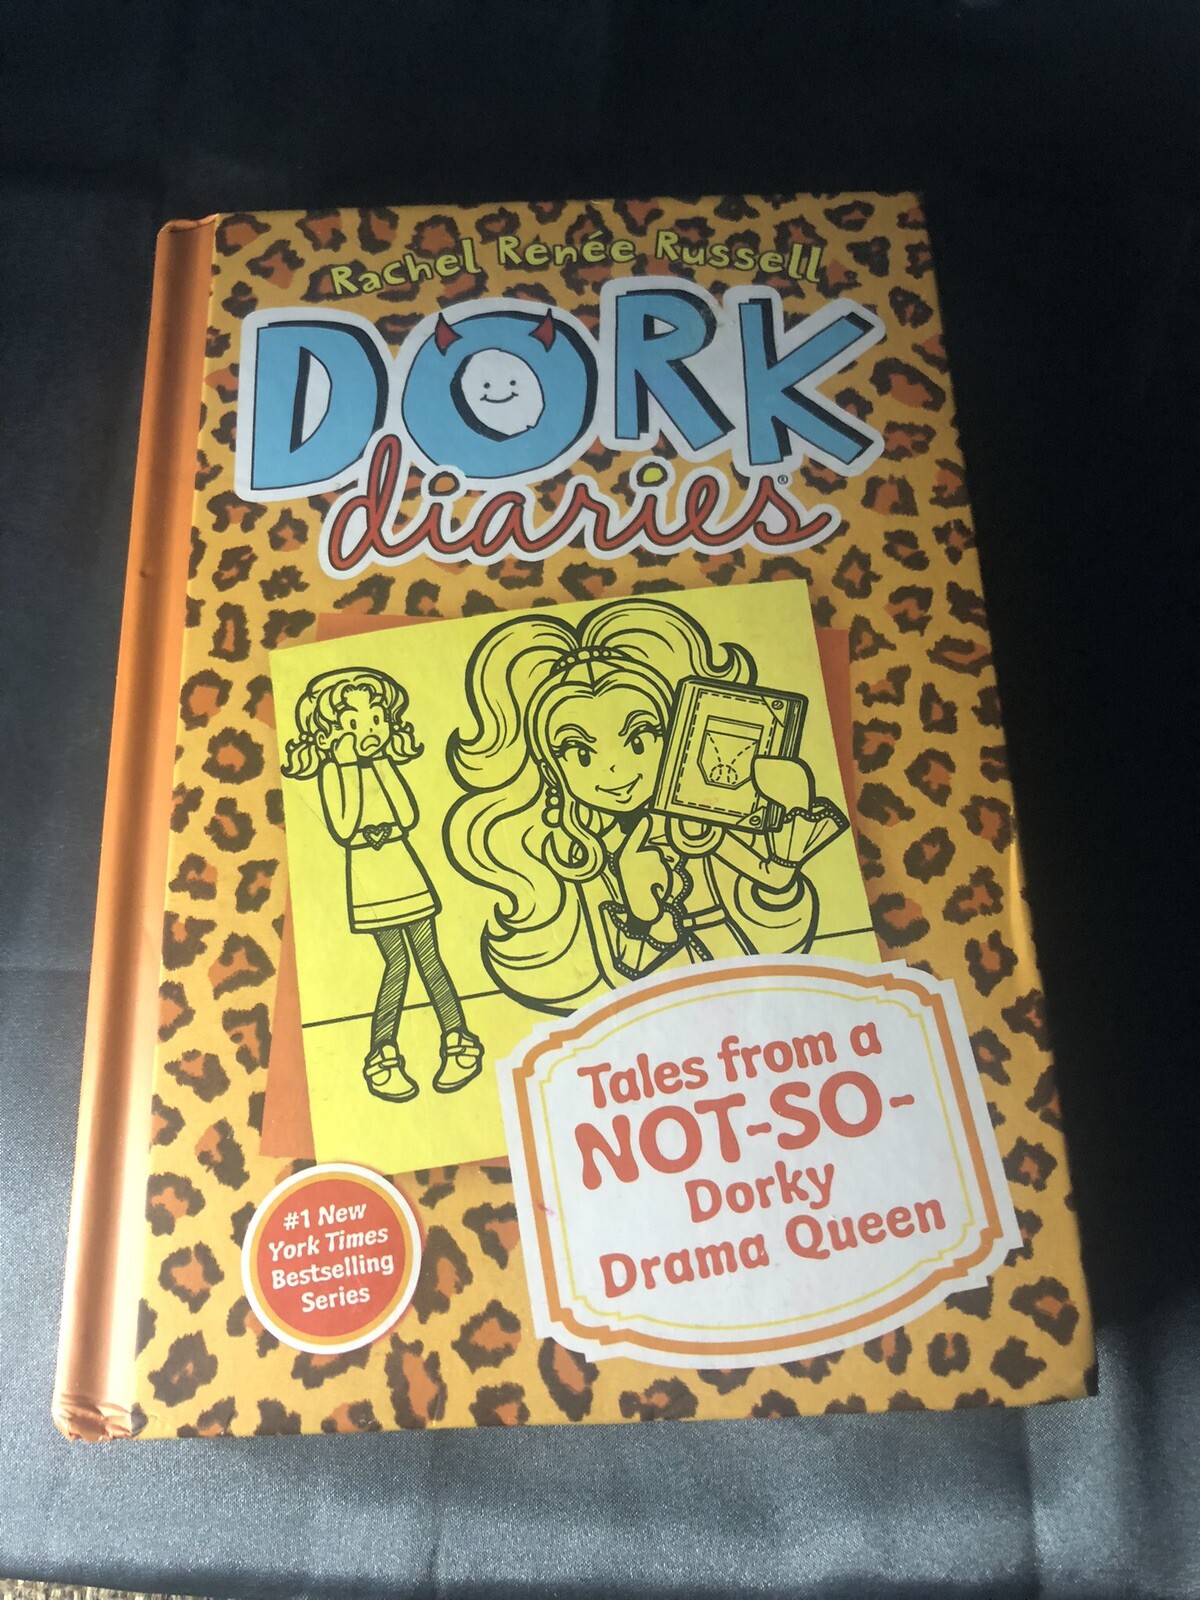 Rachel Renée Russell
DORK
diaries®
Tales from a
NOT-SO-
Dorky
Drama Queen
#1 New
York Times
Bestselling
Series